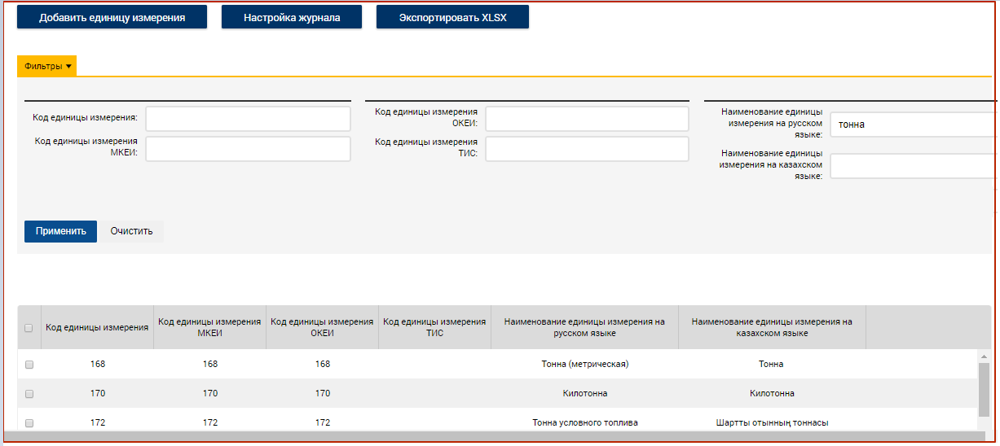 Добавить единицу измерения
Настройка журнала
Экспортировать XLSX
Фильтры
Код единицы измерения:
Код единицы измерения
МКЕИ:
Код единицы измерения
ОКЕИ:
Код единицы измерения
ТИС:
Наименование единицы
измерения на русском
языке:
тонна
Наименование единицы
измерения на казахском
языке:
Применить
Очистить
Код единицы измерения
Код единицы измерения
МКЕИ
Код единицы измерения
ОКЕИ
Код единицы измерения
ТИС
Наименование единицы измерения на
русском языке
Наименование единицы измерения на
казахском языке
168 168 168 Тонна (метрическая) Тонна
170 170 170 Килотонна Килотонна
172 172 172 Тонна условного топлива Шартты отынның тоннасы